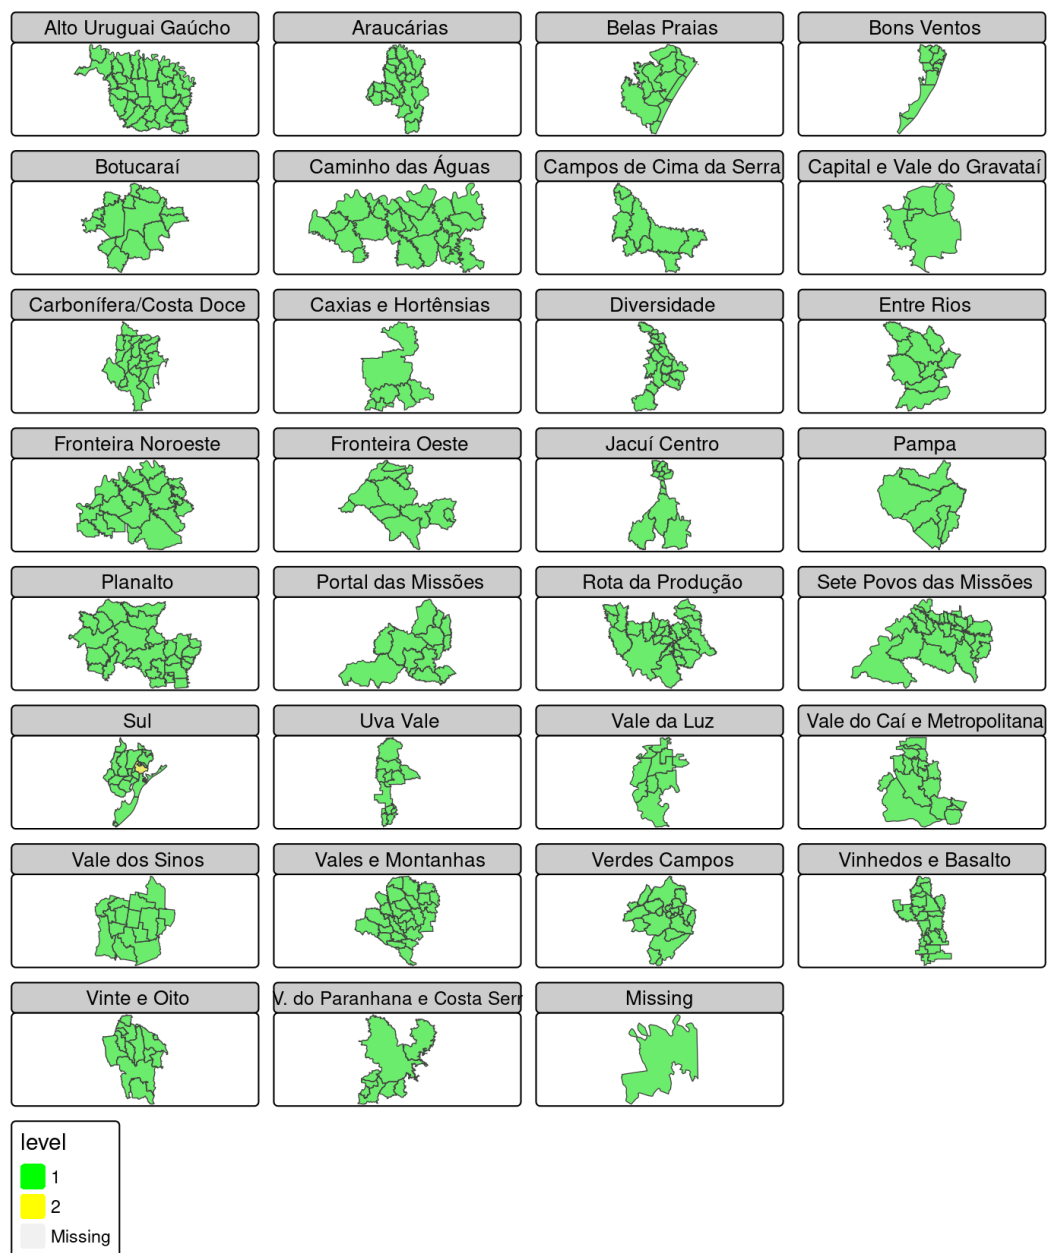 Alto Uruguai Gaúcho
Araucárias
Belas Praias
Bons Ventos
Botucaraí
Caminho das Águas
Campos de Cima da Serra
Capital e Vale do Gravataí
Carbonífera/Costa Doce
Caxias e Hortênsias
Diversidade
Entre Rios
Fronteira Noroeste
Fronteira Oeste
Jacuí Centro
Pampa
Planalto
Portal das Missões
Rota da Produção
Sete Povos das Missões
Sul
Uva Vale
Vale da Luz
Vale do Caí e Metropolitana
Vale dos Sinos
Vales e Montanhas
Verdes Campos
Vinhedos e Basalto
Vinte e Oito
V. do Paranhana e Costa Serr
Missing
level
1
2
Missing